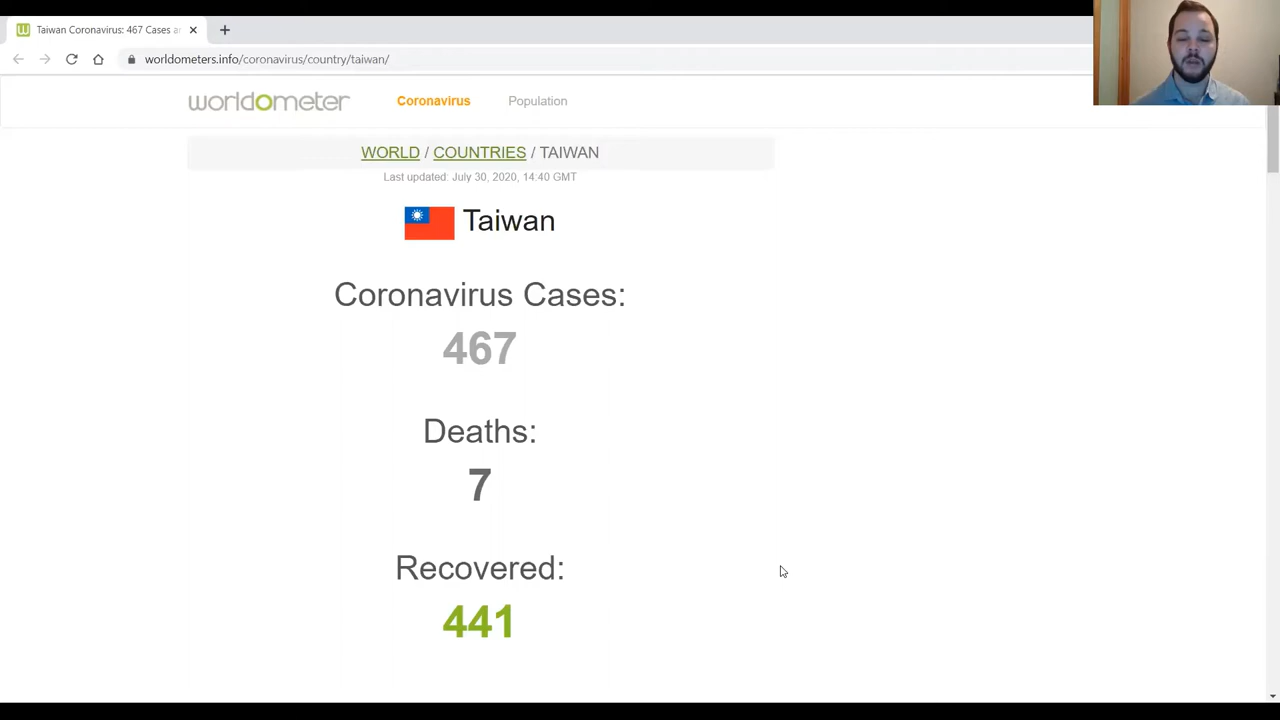 Taiwan Coronavirus: 467 Cases a
worldometers.info/coronavirus/country/taiwan/
worldometer
Coronavirus
Population
WORLD / COUNTRIES / TAIWAN
Last updated: July 30, 2020, 14:40 GMT
Taiwan
Coronavirus Cases:
467
Deaths:
7
Recovered:
441